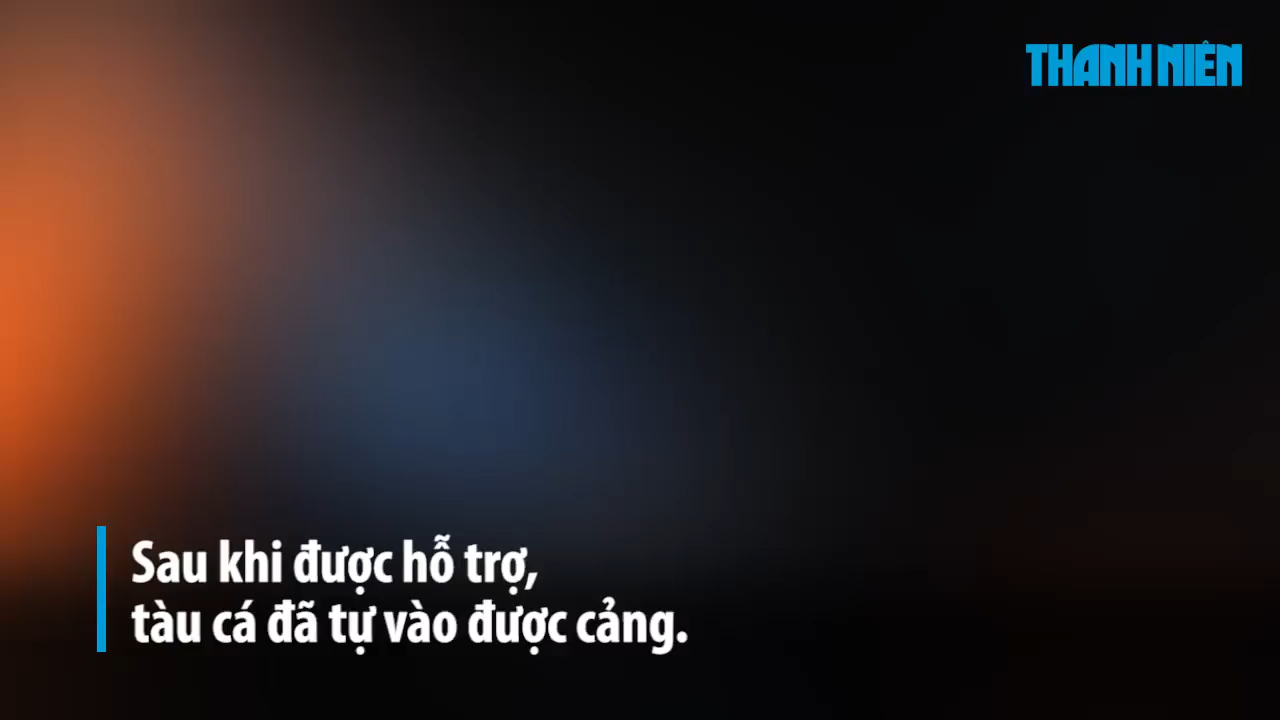 THANH NIÊN
Sau khi được hỗ trợ,
tàu cá đã tự vào được cảng.